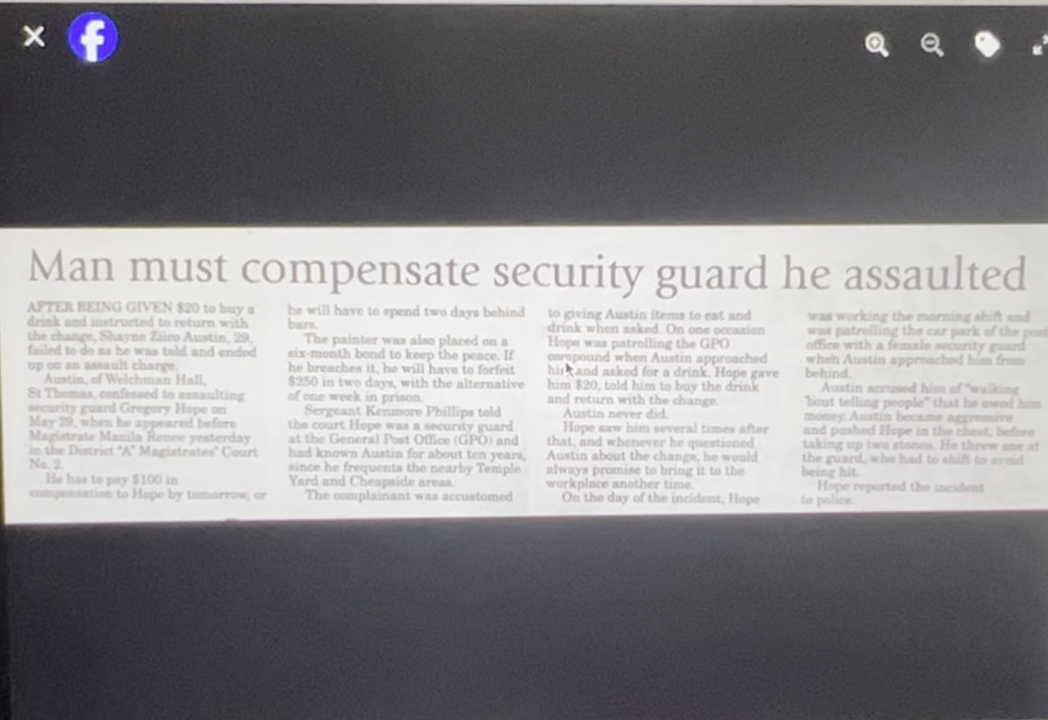 Man must compensate security guard he assaulted
AFTER BEING GIVEN $20 to buy a
drink and instructed to return with
the change, Shayne Austin, 29,
failed to do as he was told and ended
up on an assault charge.
Austin, of Welchman Hall,
St Thomas, confessed to assaulting
security guard Gregory Hope on
May 29, when he appeared before
Magistrate Manila Renee yesterday
in the District "A" Magistrates' Court
No. 2.
He has to pay $100 in
compensation to Hope by tomorrow, or
he will have to spend two days behind
bars.
The painter was also placed on a
six-month bond to keep the peace. If
he breaches it, he will have to forfeit
$250 in two days, with the alternative
of one week in prison.
Sergeant Kenmore Phillips told
the court Hope was a security guard
at the General Post Office (GPO) and
had known Austin for about ten years,
since he frequents the nearby Temple
Yard and Cheapside areas.
The complainant was accustomed
to giving Austin items to eat and
drink when asked. On one occasion
Hope was patrolling the GPO
compound when Austin approached
him and asked for a drink. Hope gave
him $20, told him to buy the drink
and return with the change.
Austin never did.
Hope saw him several times after
that, and whenever he questioned
Austin about the change, he would
always promise to bring it to the
workplace another time.
On the day of the incident, Hope
was working the morning shift and
was patrolling the car park of the post
office with a female security guard
when Austin approached him from
behind.
Austin accused him of "walking
'bout telling people" that he owed him
money. Austin became aggressive
and pushed Hope in the chest, before
taking up two stones. He threw one at
the guard, who had to shift to avoid
being hit.
Hope reported the incident
to police.